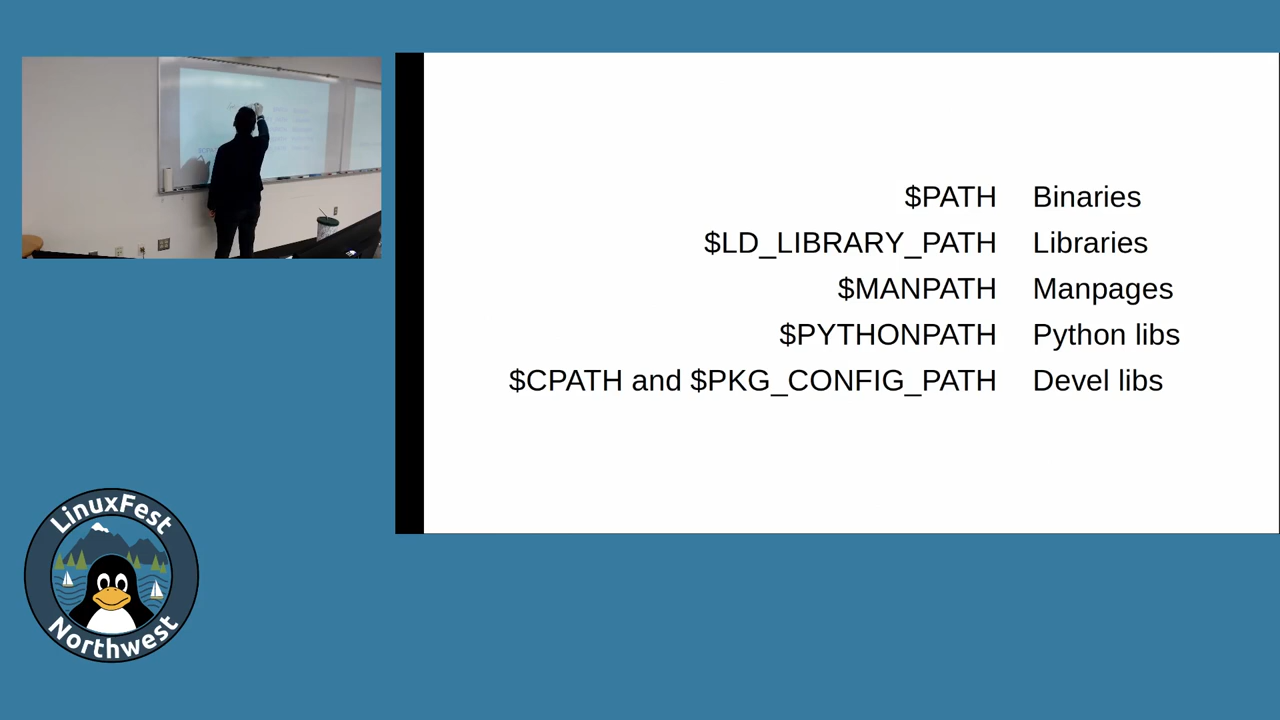 $PATH Binaries
$LD_LIBRARY_PATH Libraries
$MANPATH Manpages
$PYTHONPATH Python libs
$CPATH and $PKG_CONFIG_PATH Devel libs
LinuxFest
Northwest